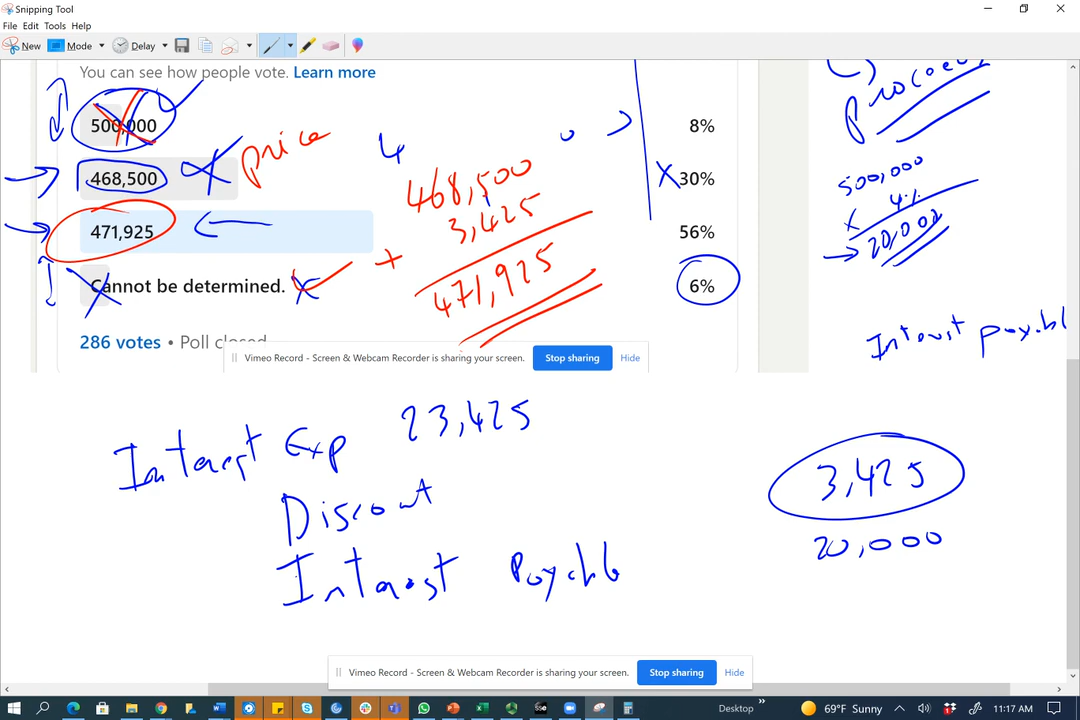 Snipping Tool
File Edit Tools Help
New Mode Delay
You can see how people vote. Learn more
500,000 8%
468,500 30%
471,925 56%
Cannot be determined. 6%
286 votes • Poll closed
price
468,500
3,425
+
471,925
Proceeds
500,000
x 4%
20,000
Vimeo Record - Screen & Webcam Recorder is sharing your screen. Stop sharing Hide
Interest payabl
Interest Exp 23,425
Discount 3,425
Interest Payable 20,000
Vimeo Record - Screen & Webcam Recorder is sharing your screen. Stop sharing Hide
Desktop 69°F Sunny 11:17 AM